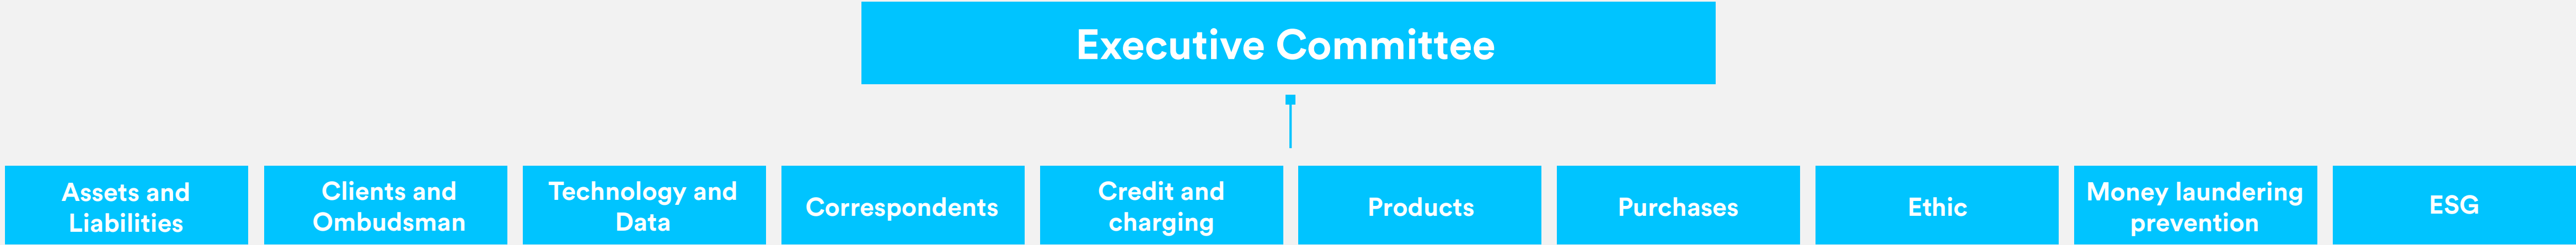 Executive Committee
Assets and
Liabilities
Clients and
Ombudsman
Technology and
Data
Correspondents
Credit and
charging
Products
Purchases
Ethic
Money laundering
prevention
ESG